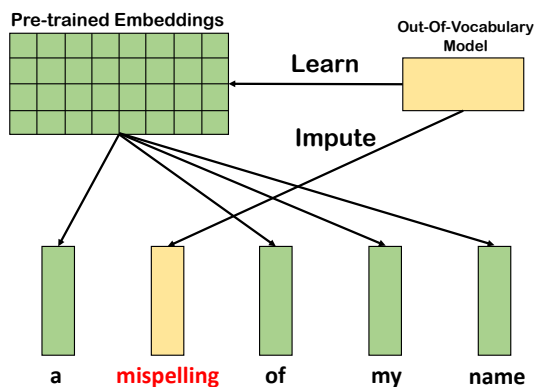 Pre-trained Embeddings
Out-Of-Vocabulary
Model
Learn
Impute
a mispelling of my name